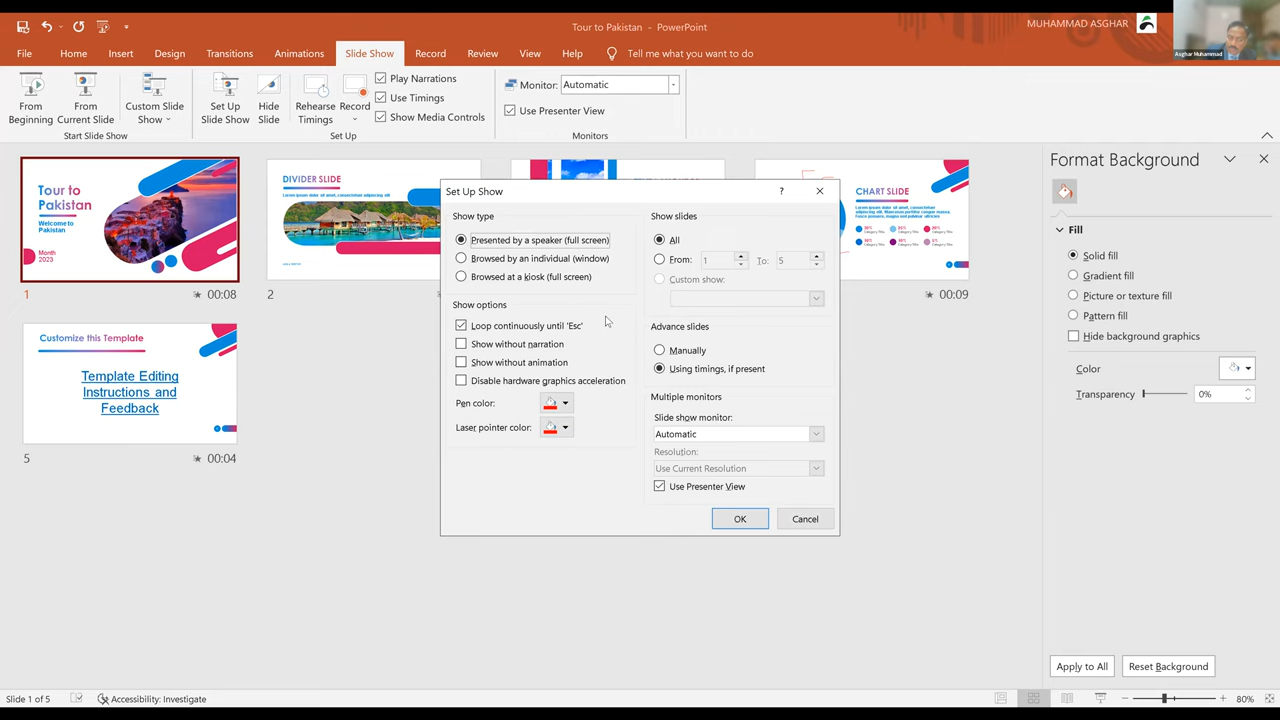 Tour to Pakistan - PowerPoint
MUHAMMAD ASGHAR
Asghar Muhammad
File Home Insert Design Transitions Animations Slide Show Record Review View Help Tell me what you want to do
From Beginning
From Current Slide
Custom Slide Show
Set Up Slide Show
Hide Slide
Rehearse Timings
Record
Play Narrations
Use Timings
Show Media Controls
Monitor: Automatic
Use Presenter View
Start Slide Show
Set Up
Monitors
Tour to
Pakistan
Welcome to
Pakistan
Month
2023
1
00:08
DIVIDER SLIDE
2
CHART SLIDE
00:09
Customize this Template
Template Editing
Instructions and
Feedback
5
00:04
Set Up Show
?
Show type
Presented by a speaker (full screen)
Browsed by an individual (window)
Browsed at a kiosk (full screen)
Show options
Loop continuously until 'Esc'
Show without narration
Show without animation
Disable hardware graphics acceleration
Pen color:
Laser pointer color:
Show slides
All
From: 1 To: 5
Custom show:
Advance slides
Manually
Using timings, if present
Multiple monitors
Slide show monitor:
Automatic
Resolution:
Use Current Resolution
Use Presenter View
OK
Cancel
Format Background
Fill
Solid fill
Gradient fill
Picture or texture fill
Pattern fill
Hide background graphics
Color
Transparency 0%
Apply to All
Reset Background
Slide 1 of 5
Accessibility: Investigate
80%